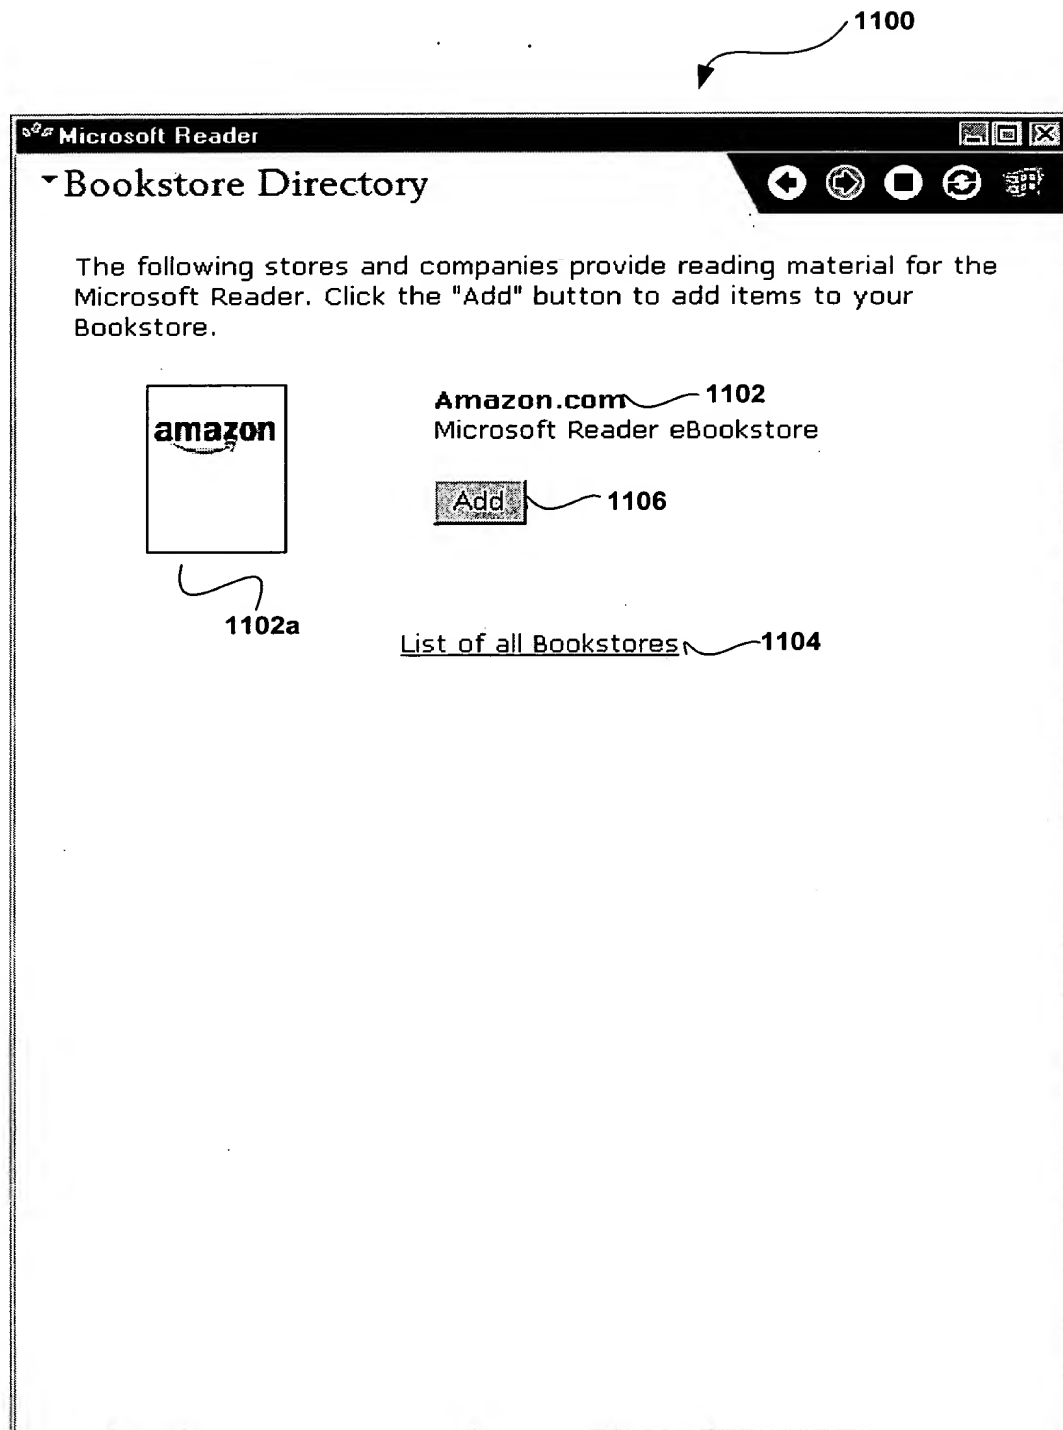 1100
Microsoft Reader
Bookstore Directory
The following stores and companies provide reading material for the
Microsoft Reader. Click the "Add" button to add items to your
Bookstore.
amazon
Amazon.com 1102
Microsoft Reader eBookstore
Add 1106
1102a
List of all Bookstores 1104